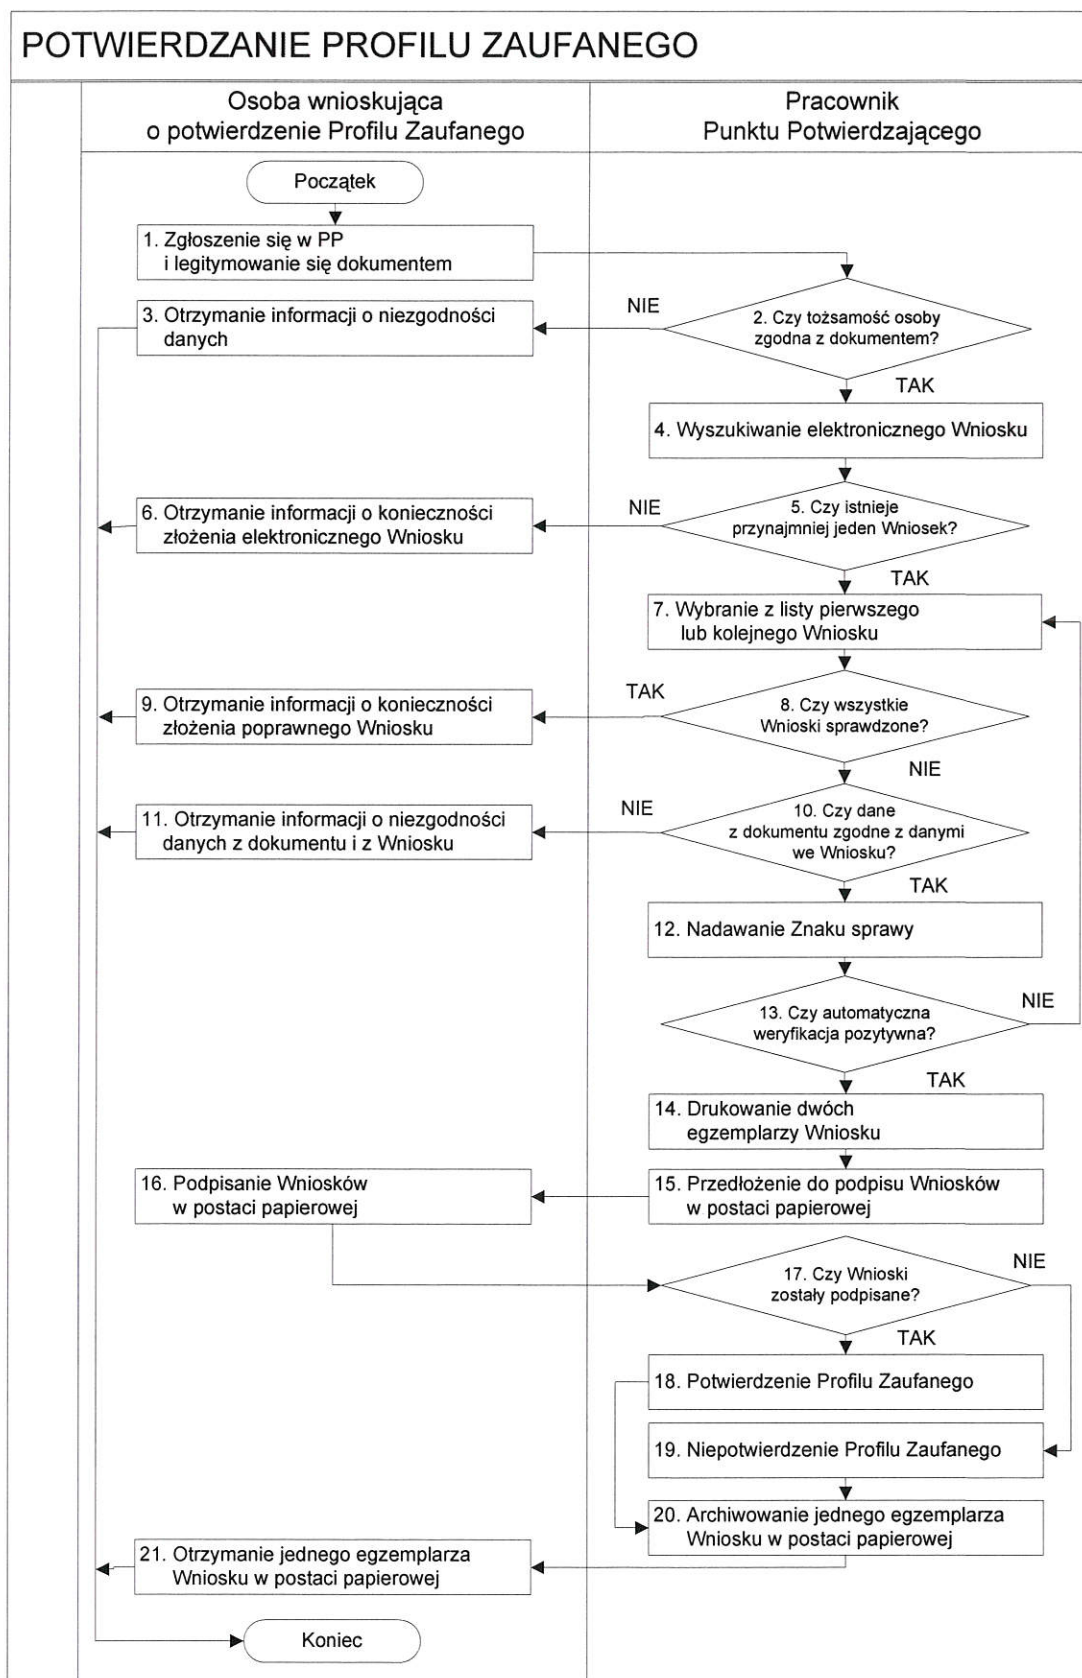 POTWIERDZANIE PROFILU ZAUFANEGO
Osoba wnioskująca
o potwierdzenie Profilu Zaufanego
Pracownik
Punktu Potwierdzającego
Początek
1. Zgłoszenie się w PP
i legitymowanie się dokumentem
NIE
2. Czy tożsamość osoby
zgodna z dokumentem?
3. Otrzymanie informacji o niezgodności
danych
TAK
4. Wyszukiwanie elektronicznego Wniosku
NIE
5. Czy istnieje
przynajmniej jeden Wniosek?
6. Otrzymanie informacji o konieczności
złożenia elektronicznego Wniosku
TAK
7. Wybranie z listy pierwszego
lub kolejnego Wniosku
TAK
8. Czy wszystkie
Wnioski sprawdzone?
9. Otrzymanie informacji o konieczności
złożenia poprawnego Wniosku
NIE
NIE
10. Czy dane
z dokumentu zgodne z danymi
we Wniosku?
11. Otrzymanie informacji o niezgodności
danych z dokumentu i z Wniosku
TAK
12. Nadawanie Znaku sprawy
NIE
13. Czy automatyczna
weryfikacja pozytywna?
TAK
14. Drukowanie dwóch
egzemplarzy Wniosku
15. Przedłożenie do podpisu Wniosków
w postaci papierowej
16. Podpisanie Wniosków
w postaci papierowej
NIE
17. Czy Wnioski
zostały podpisane?
TAK
18. Potwierdzenie Profilu Zaufanego
19. Niepotwierdzenie Profilu Zaufanego
20. Archiwowanie jednego egzemplarza
Wniosku w postaci papierowej
21. Otrzymanie jednego egzemplarza
Wniosku w postaci papierowej
Koniec